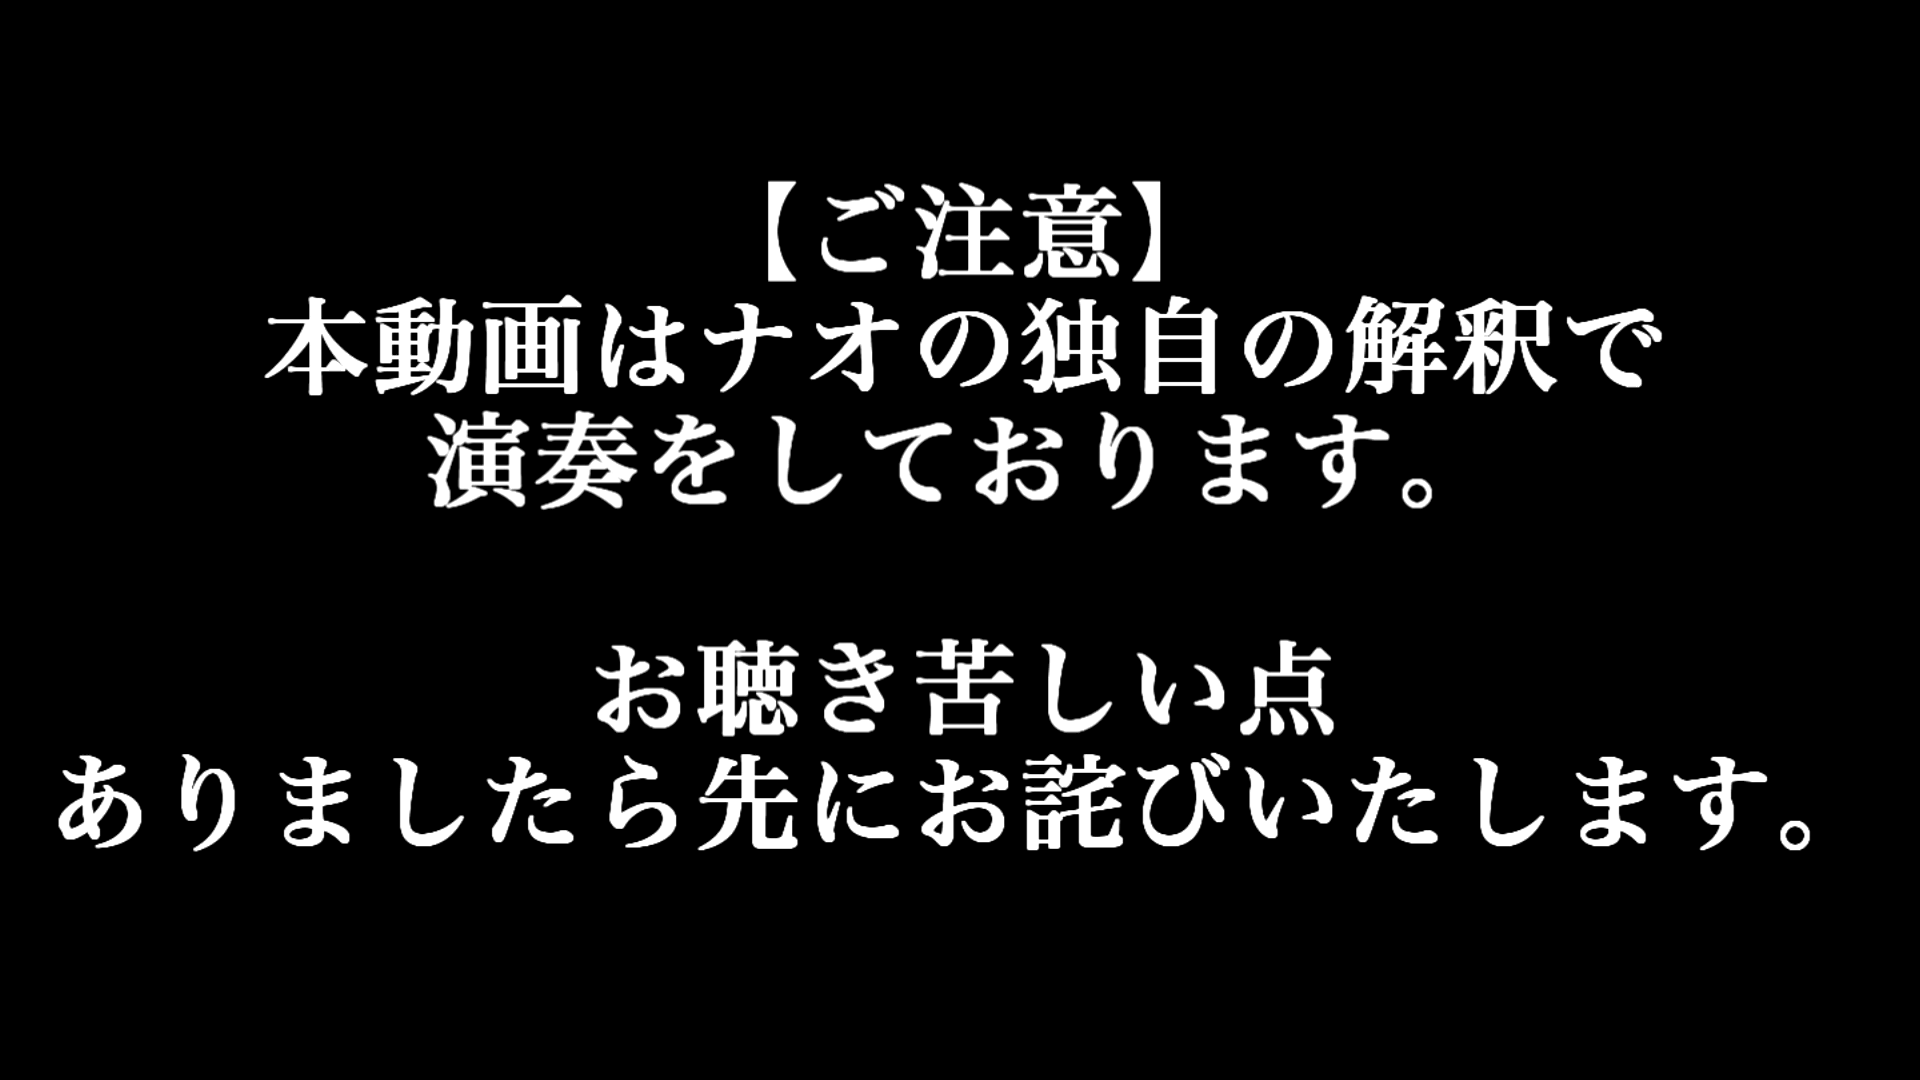 【ご注意】
本動画はナオの独自の解釈で
演奏をしております。
お聴き苦しい点
ありましたら先にお詫びいたします。